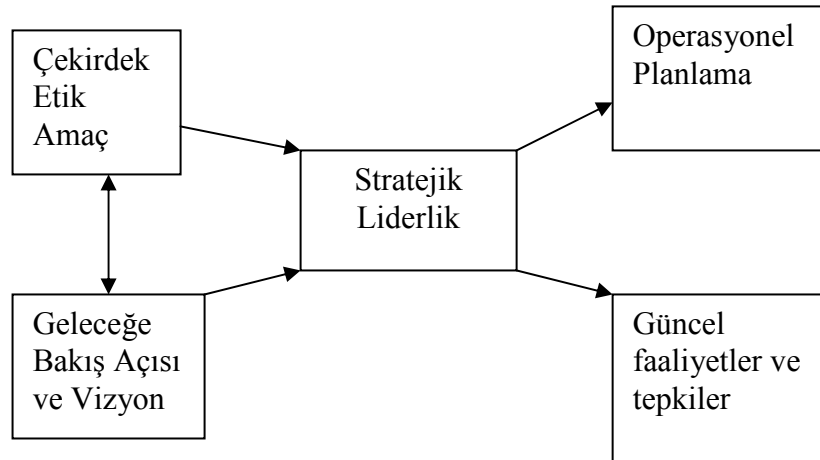 Çekirdek
Etik
Amaç
Geleceğe
Bakış Açısı
ve Vizyon
Stratejik
Liderlik
Operasyonel
Planlama
Güncel
faaliyetler ve
tepkiler